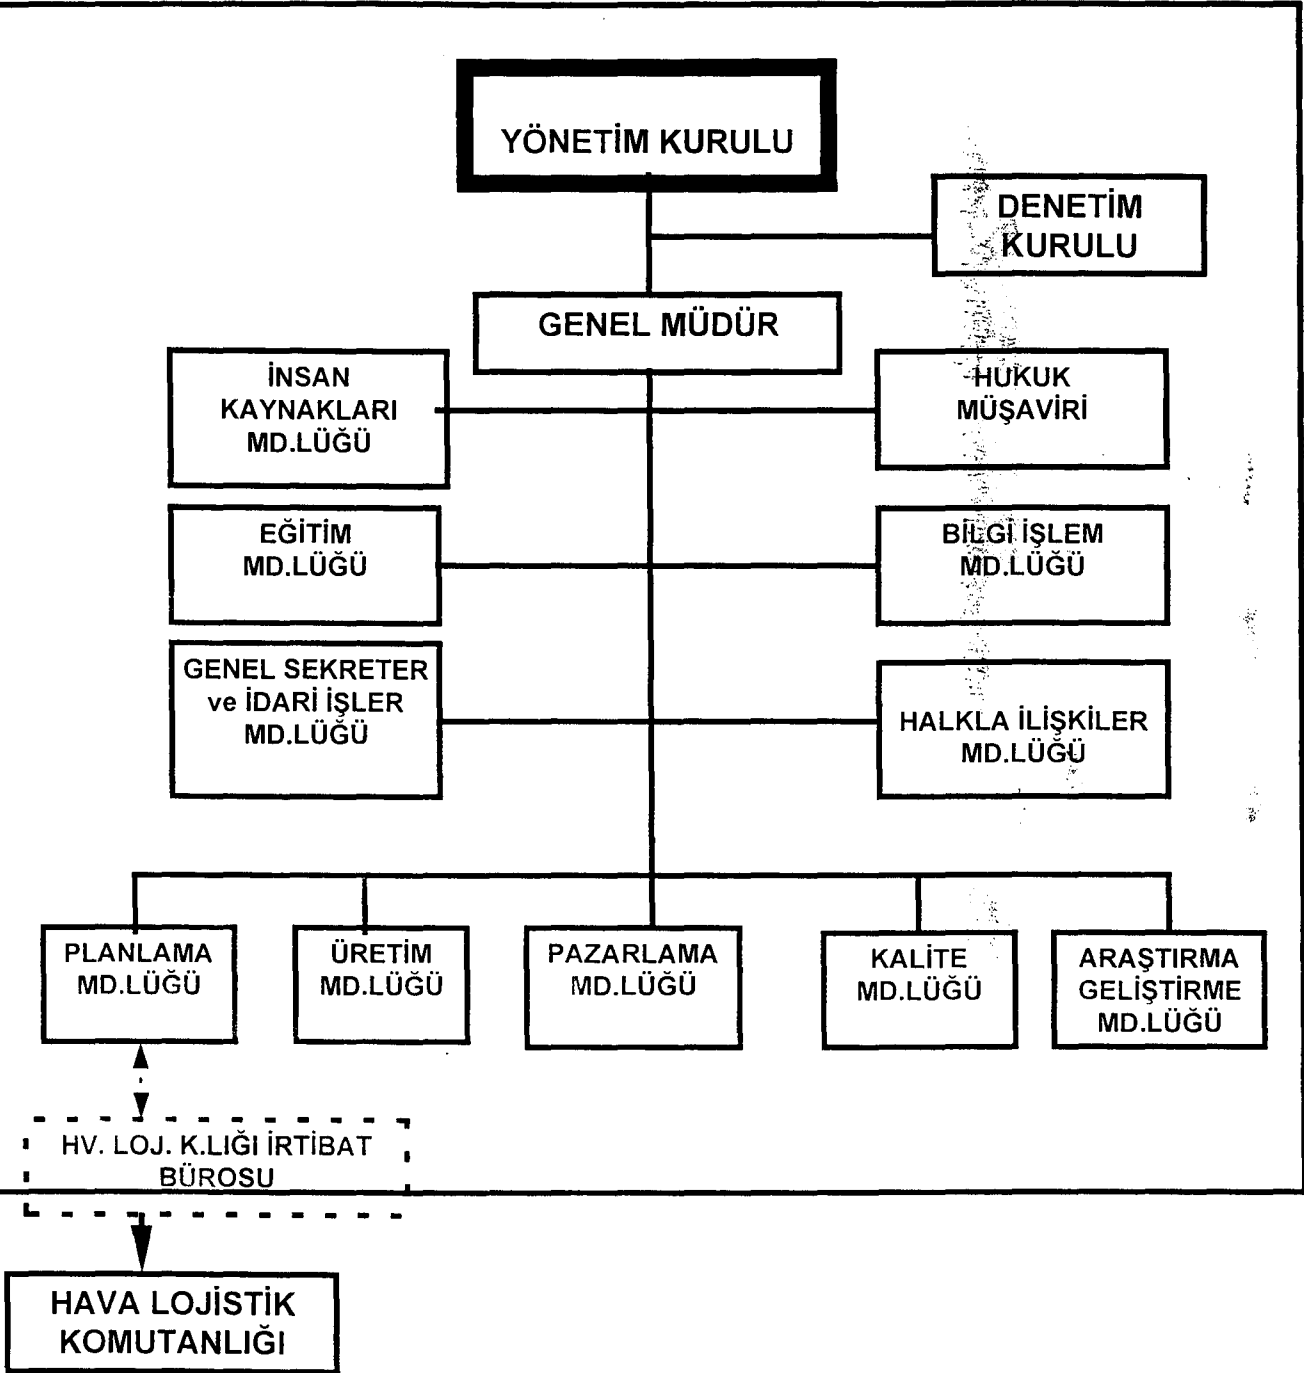 YÖNETİM KURULU
DENETİM
KURULU
GENEL MÜDÜR
İNSAN
KAYNAKLARI
MD.LÜĞÜ
HUKUK
MÜŞAVİRİ
EĞİTİM
MD.LÜĞÜ
BİLGİ İŞLEM
MD.LÜĞÜ
GENEL SEKRETER
ve İDARİ İŞLER
MD.LÜĞÜ
HALKLA İLİŞKİLER
MD.LÜĞÜ
PLANLAMA
MD.LÜĞÜ
ÜRETİM
MD.LÜĞÜ
PAZARLAMA
MD.LÜĞÜ
KALİTE
MD.LÜĞÜ
ARAŞTIRMA
GELİŞTİRME
MD.LÜĞÜ
HV. LOJ. K.LIĞI İRTİBAT
BÜROSU
HAVA LOJİSTİK
KOMUTANLIĞI